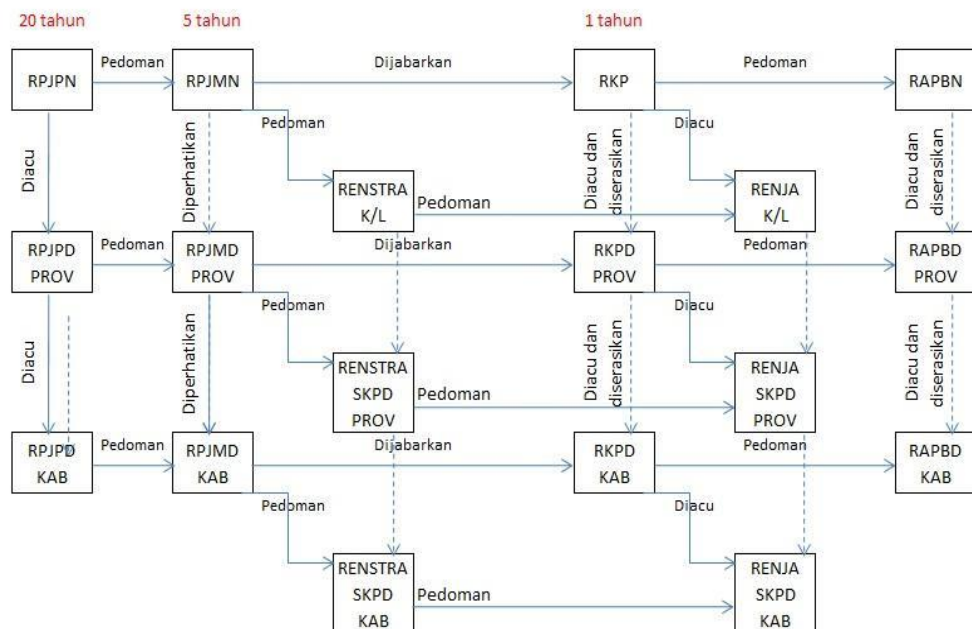 20 tahun
5 tahun
1 tahun
RPJPN
Pedoman
RPJMN
Dijabarkan
RKP
Pedoman
RAPBN
Diacu
Diperhatikan
Pedoman
Diacu dan
diserasikan
Diacu
Diacu dan
diserasikan
RENSTRA
K/L
Pedoman
RENJA
K/L
RPJPD
PROV
Pedoman
RPJMD
PROV
Dijabarkan
RKPD
PROV
Pedoman
RAPBD
PROV
Diacu
Diperhatikan
Pedoman
Diacu dan
diserasikan
Diacu
Diacu dan
diserasikan
RENSTRA
SKPD
PROV
Pedoman
RENJA
SKPD
PROV
RPJPD
KAB
Pedoman
RPJMD
KAB
Dijabarkan
RKPD
KAB
Pedoman
RAPBD
KAB
Pedoman
Diacu
RENSTRA
SKPD
KAB
Pedoman
RENJA
SKPD
KAB